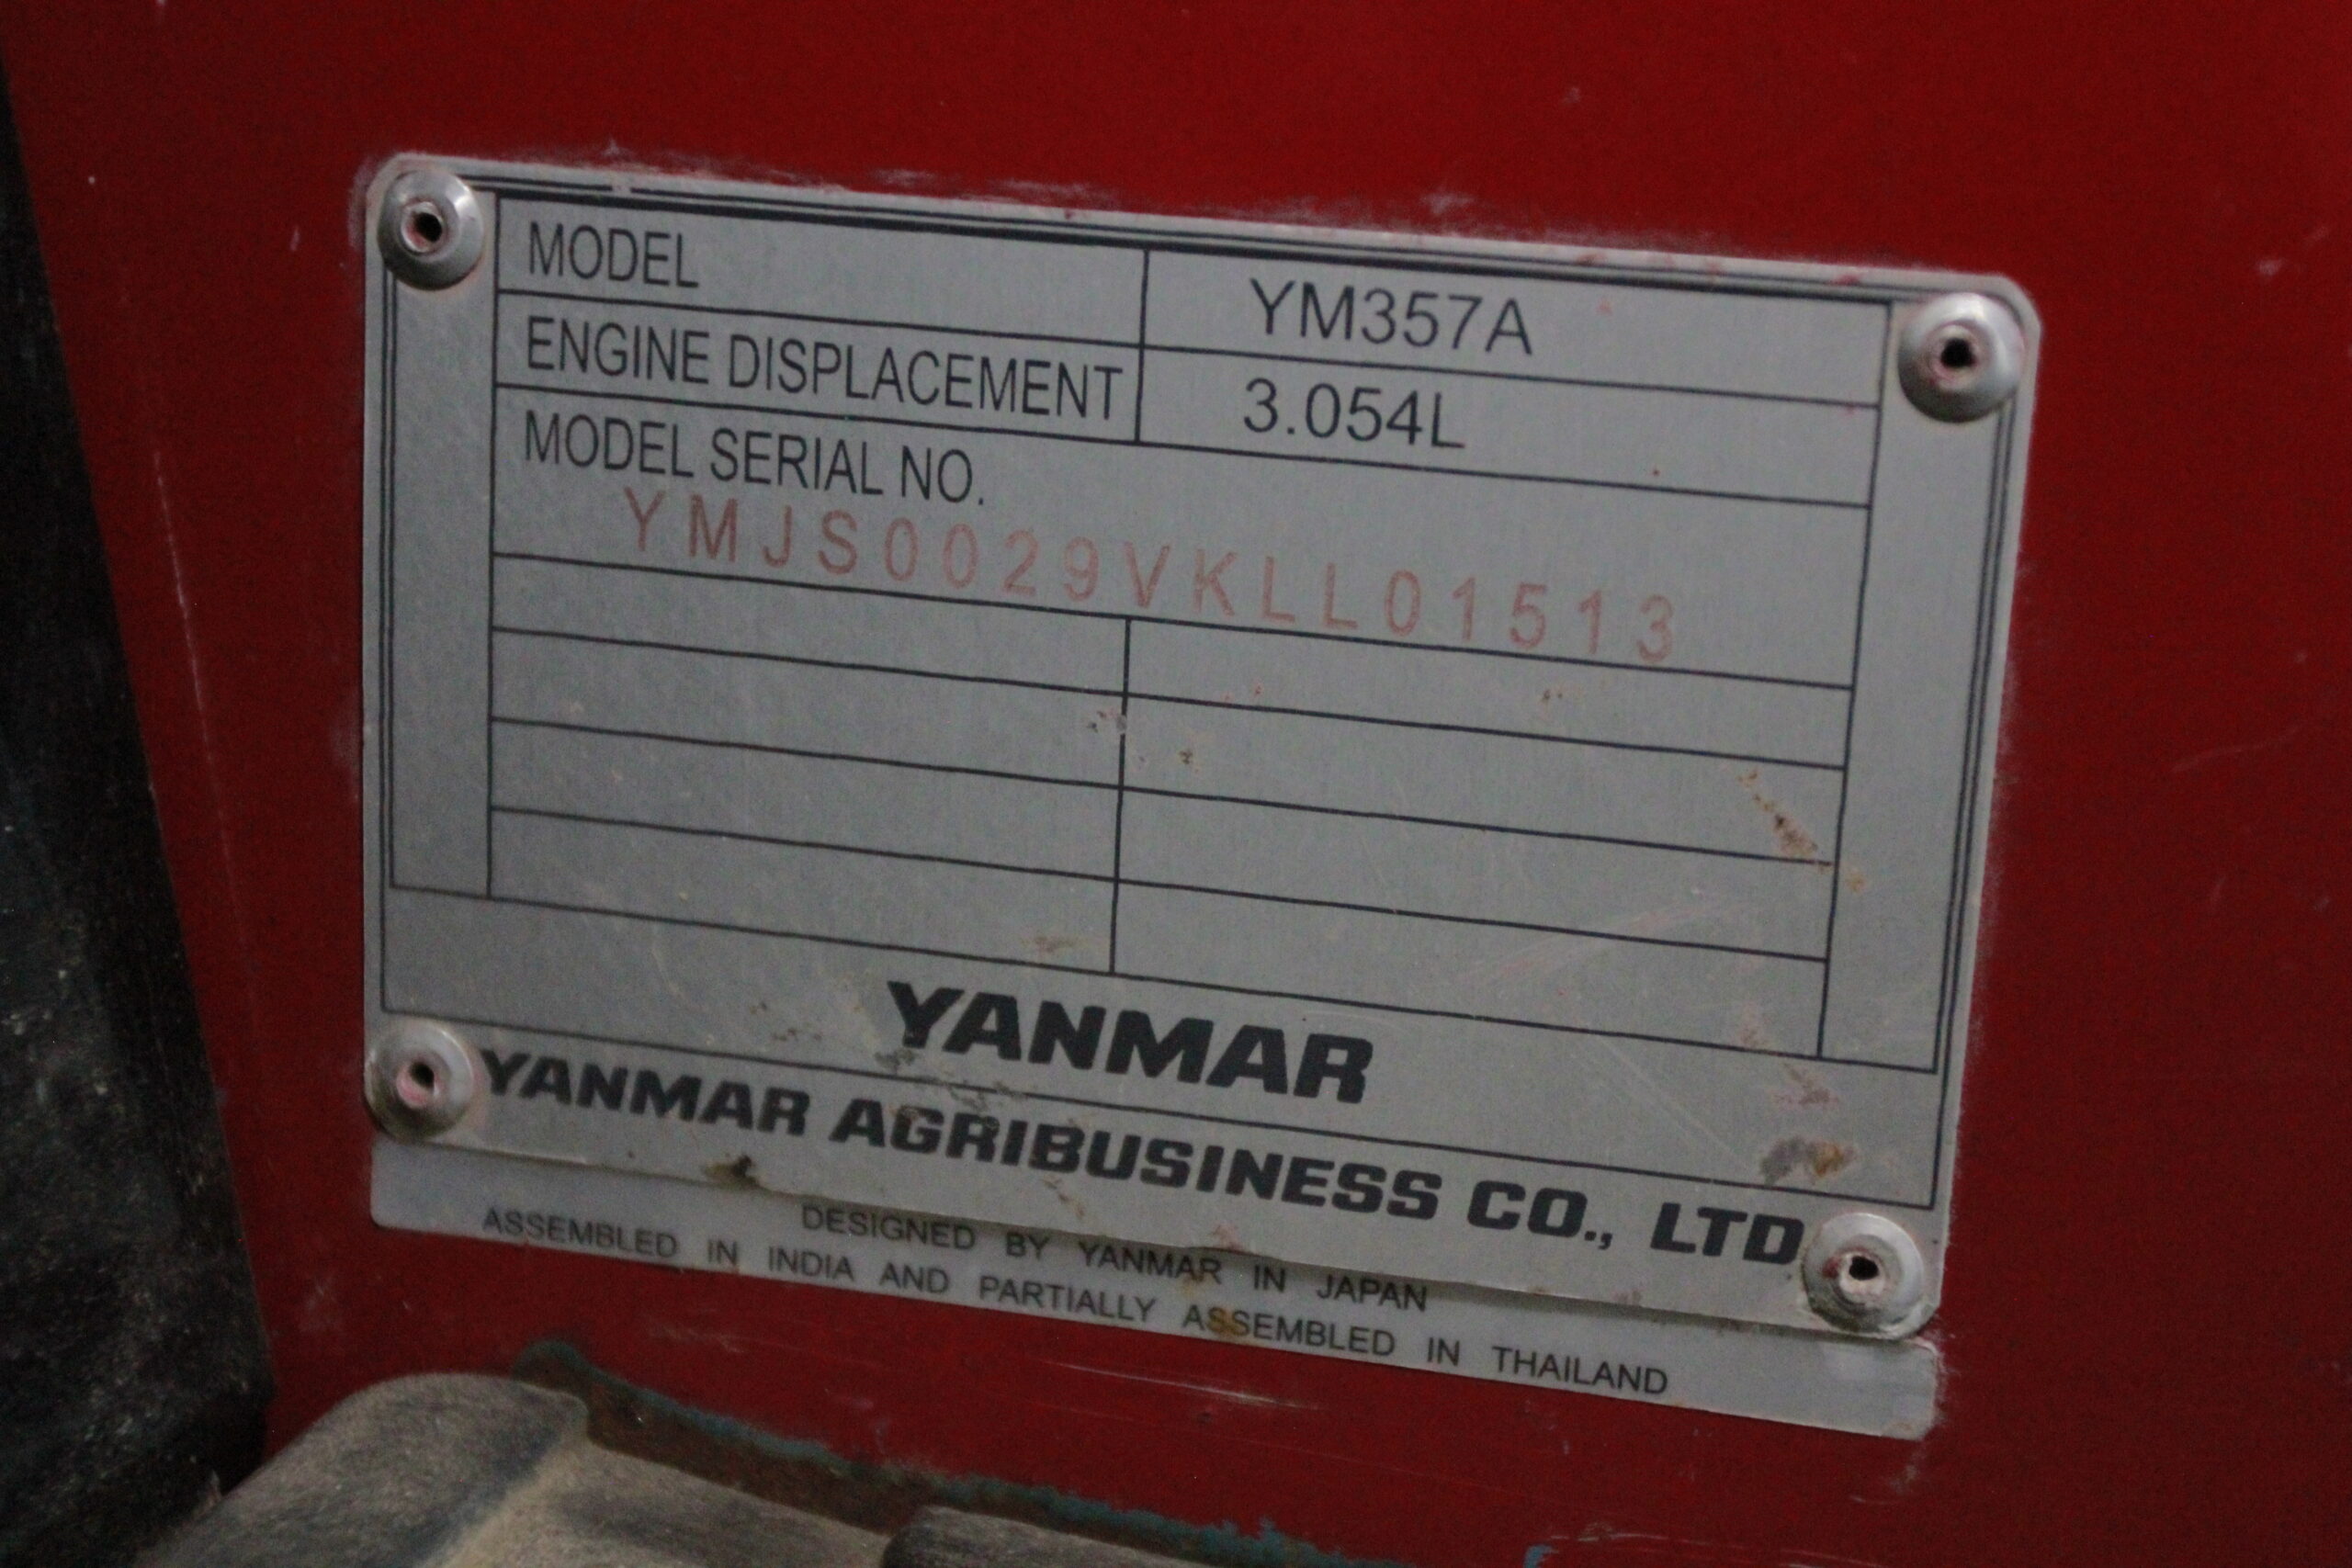 MODEL YM357A
ENGINE DISPLACEMENT 3.054L
MODEL SERIAL NO.
YMJS0029VKLL01513
YANMAR
YANMAR AGRIBUSINESS CO., LTD
DESIGNED BY YANMAR IN JAPAN
ASSEMBLED IN INDIA AND PARTIALLY ASSEMBLED IN THAILAND